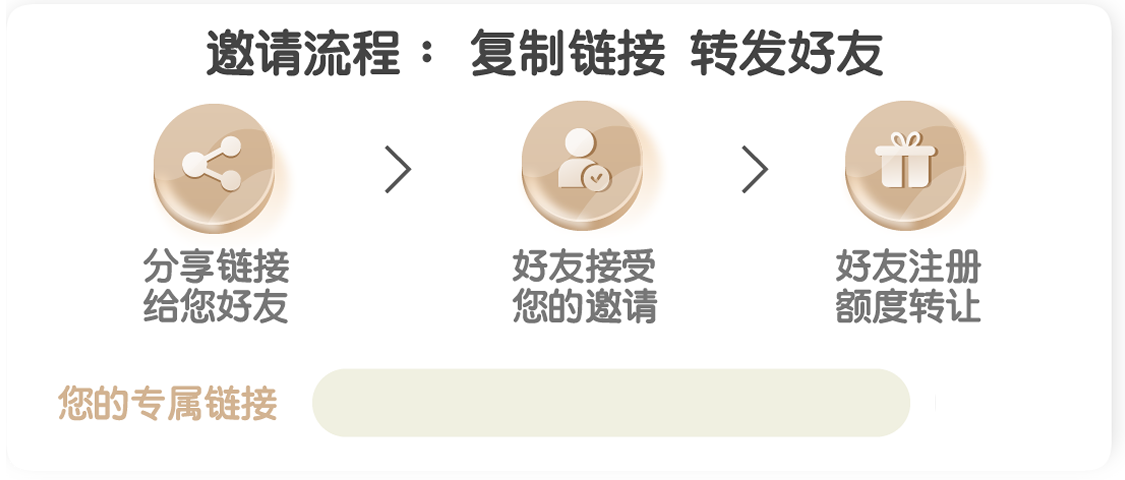 邀请流程： 复制链接 转发好友
分享链接
给您好友
好友接受
您的邀请
好友注册
额度转让
您的专属链接